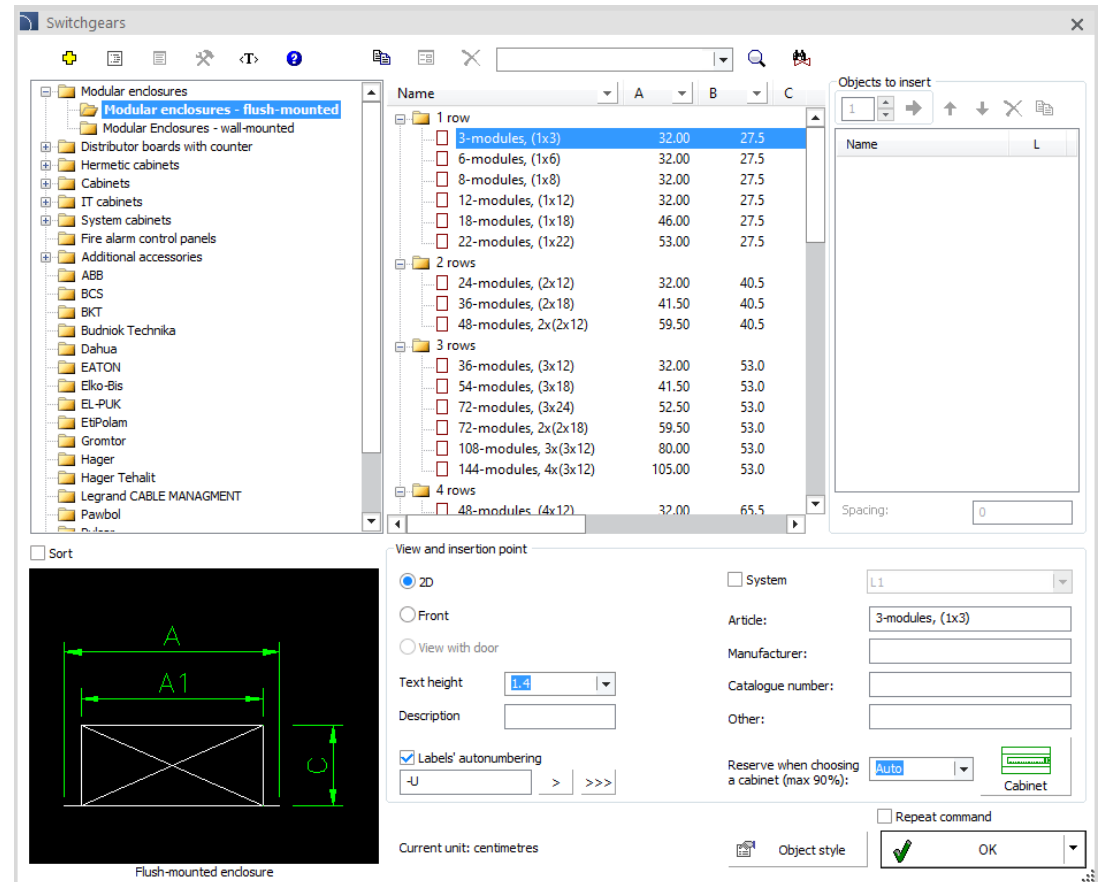 Switchgears
<T>
?
Modular enclosures
Modular enclosures - flush-mounted
Modular Enclosures - wall-mounted
Distributor boards with counter
Hermetic cabinets
Cabinets
IT cabinets
System cabinets
Fire alarm control panels
Additional accessories
ABB
BCS
BKT
Budniok Technika
Dahua
EATON
Elko-Bis
EL-PUK
EtiPolam
Gromtor
Hager
Hager Tehalit
Legrand CABLE MANAGMENT
Pawbol
Name A B C
1 row
3-modules, (1x3) 32.00 27.5
6-modules, (1x6) 32.00 27.5
8-modules, (1x8) 32.00 27.5
12-modules, (1x12) 32.00 27.5
18-modules, (1x18) 46.00 27.5
22-modules, (1x22) 53.00 27.5
2 rows
24-modules, (2x12) 32.00 40.5
36-modules, (2x18) 41.50 40.5
48-modules, 2x(2x12) 59.50 40.5
3 rows
36-modules, (3x12) 32.00 53.0
54-modules, (3x18) 41.50 53.0
72-modules, (3x24) 52.50 53.0
72-modules, 2x(2x18) 59.50 53.0
108-modules, 3x(3x12) 80.00 53.0
144-modules, 4x(3x12) 105.00 53.0
4 rows
48-modules (4x12) 32.00 65.5
Objects to insert
1
Name L
Spacing: 0
Sort
A
A1
C
Flush-mounted enclosure
View and insertion point
2D
Front
View with door
Text height 1.4
Description
Labels' autonumbering
-U > >>>
System L1
Article: 3-modules, (1x3)
Manufacturer:
Catalogue number:
Other:
Reserve when choosing
a cabinet (max 90%): Auto
Cabinet
Repeat command
Current unit: centimetres
Object style
OK